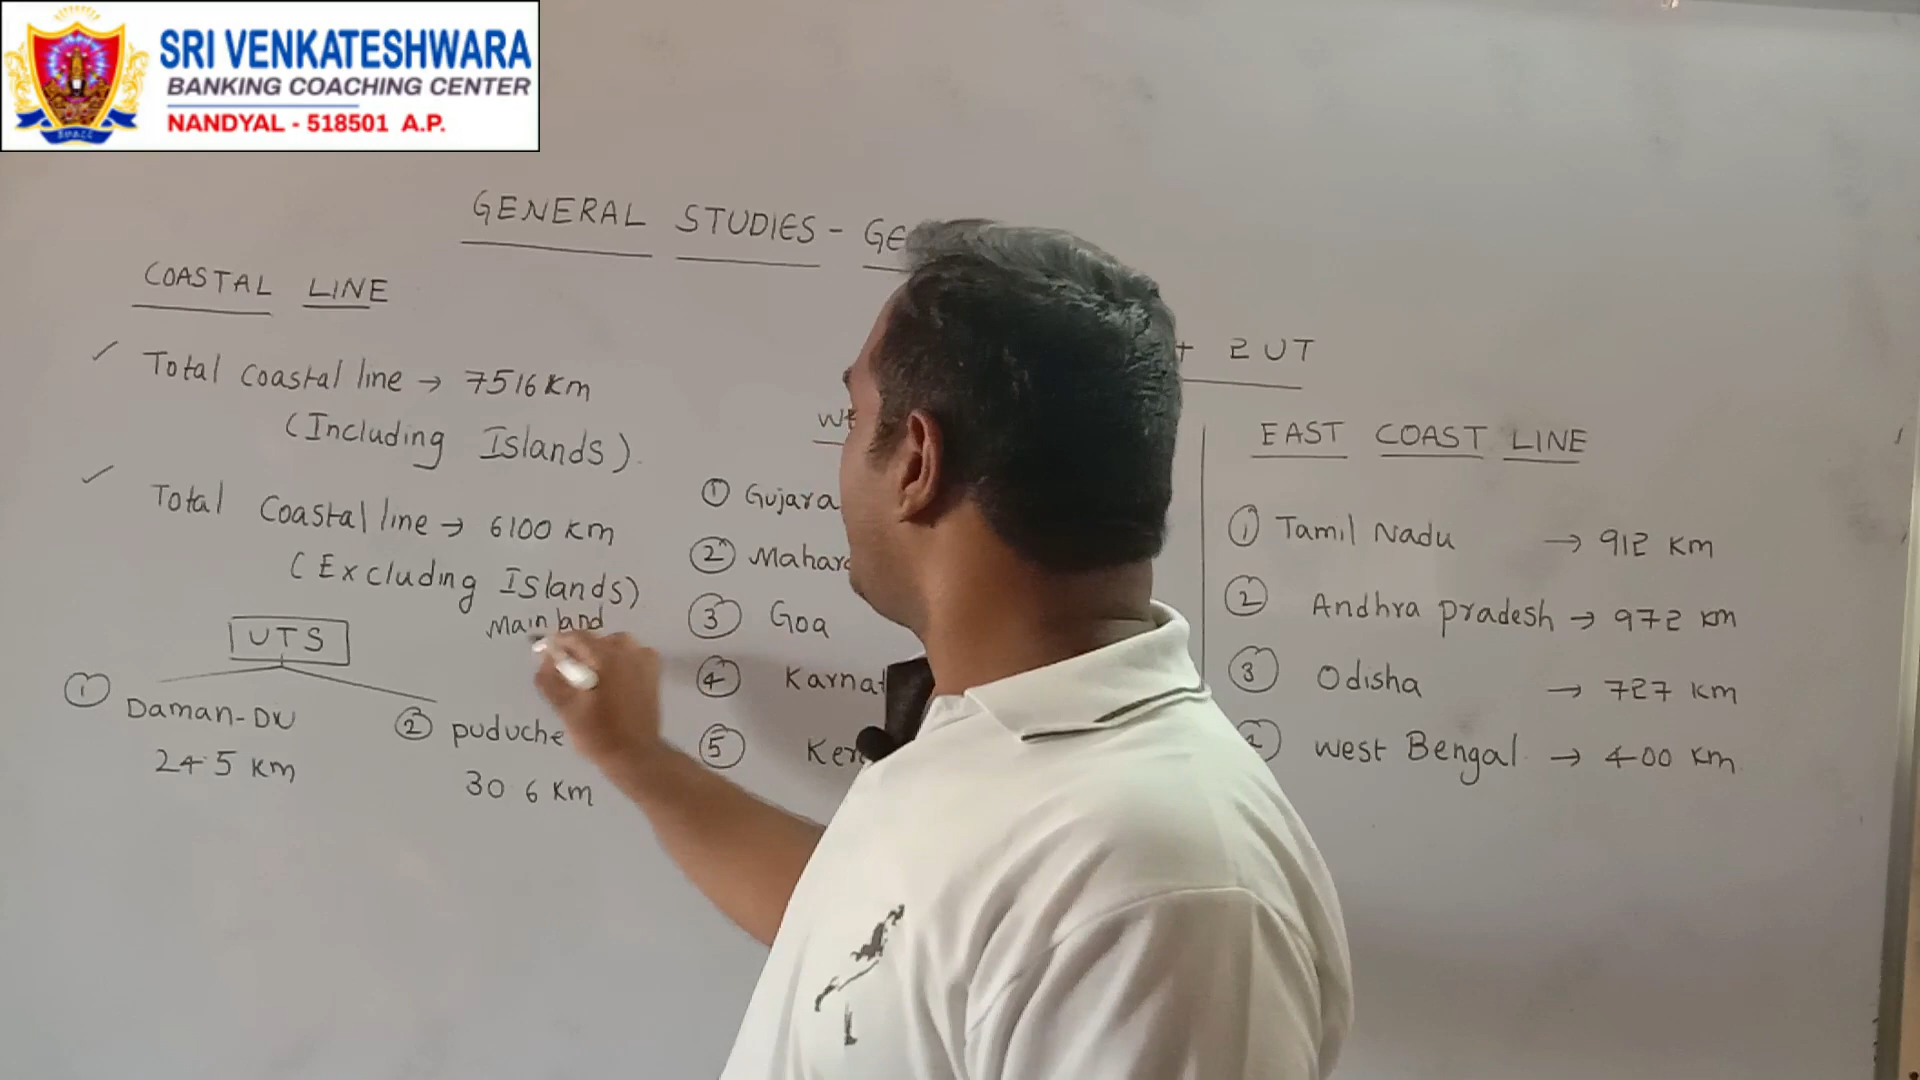 SRI VENKATESHWARA
BANKING COACHING CENTER
NANDYAL - 518501 A.P.
GENERAL STUDIES - GE
COASTAL LINE
✓ Total coastal line → 7516 Km
(Including Islands).
✓ Total Coastal line → 6100 Km
(Excluding Islands)
Main land
UTS
① Daman-DU
24.5 Km
② puduche
30 6 Km
+ 2 UT
WE
① Gujara
② Mahara
③ Goa
④ Karnat
⑤ Ker
EAST COAST LINE
① Tamil Nadu → 912 Km
② Andhra pradesh → 972 Km
③ Odisha → 727 Km
West Bengal → 400 Km